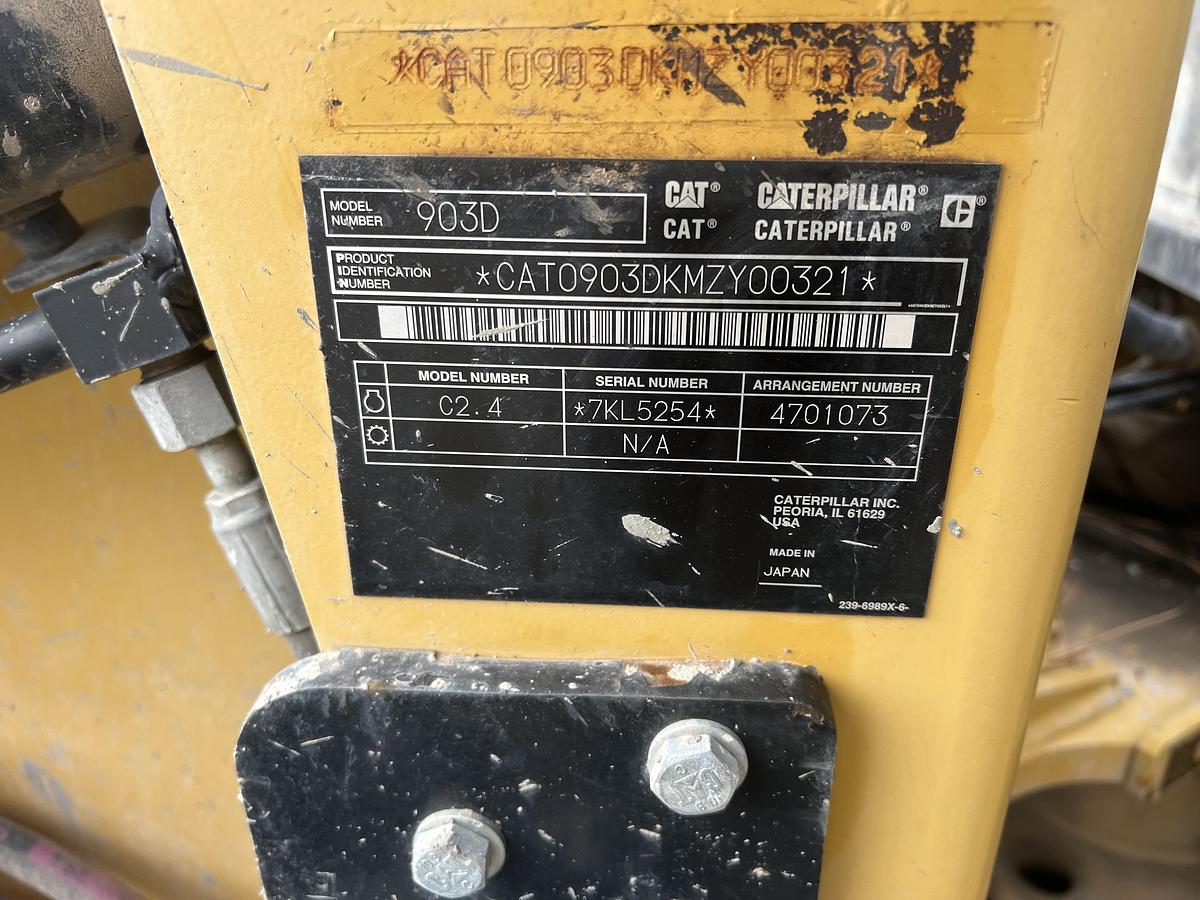 *CAT0903DKMZY00321*
MODEL NUMBER 903D
CAT® CATERPILLAR®
CAT® CATERPILLAR®
PRODUCT IDENTIFICATION NUMBER *CAT0903DKMZY00321*
*CAT0903DKMZY00321*
MODEL NUMBER SERIAL NUMBER ARRANGEMENT NUMBER
C2.4 *7KL5254* 4701073
N/A
CATERPILLAR INC.
PEORIA, IL 61629
USA
MADE IN
JAPAN
239-6989X-6-